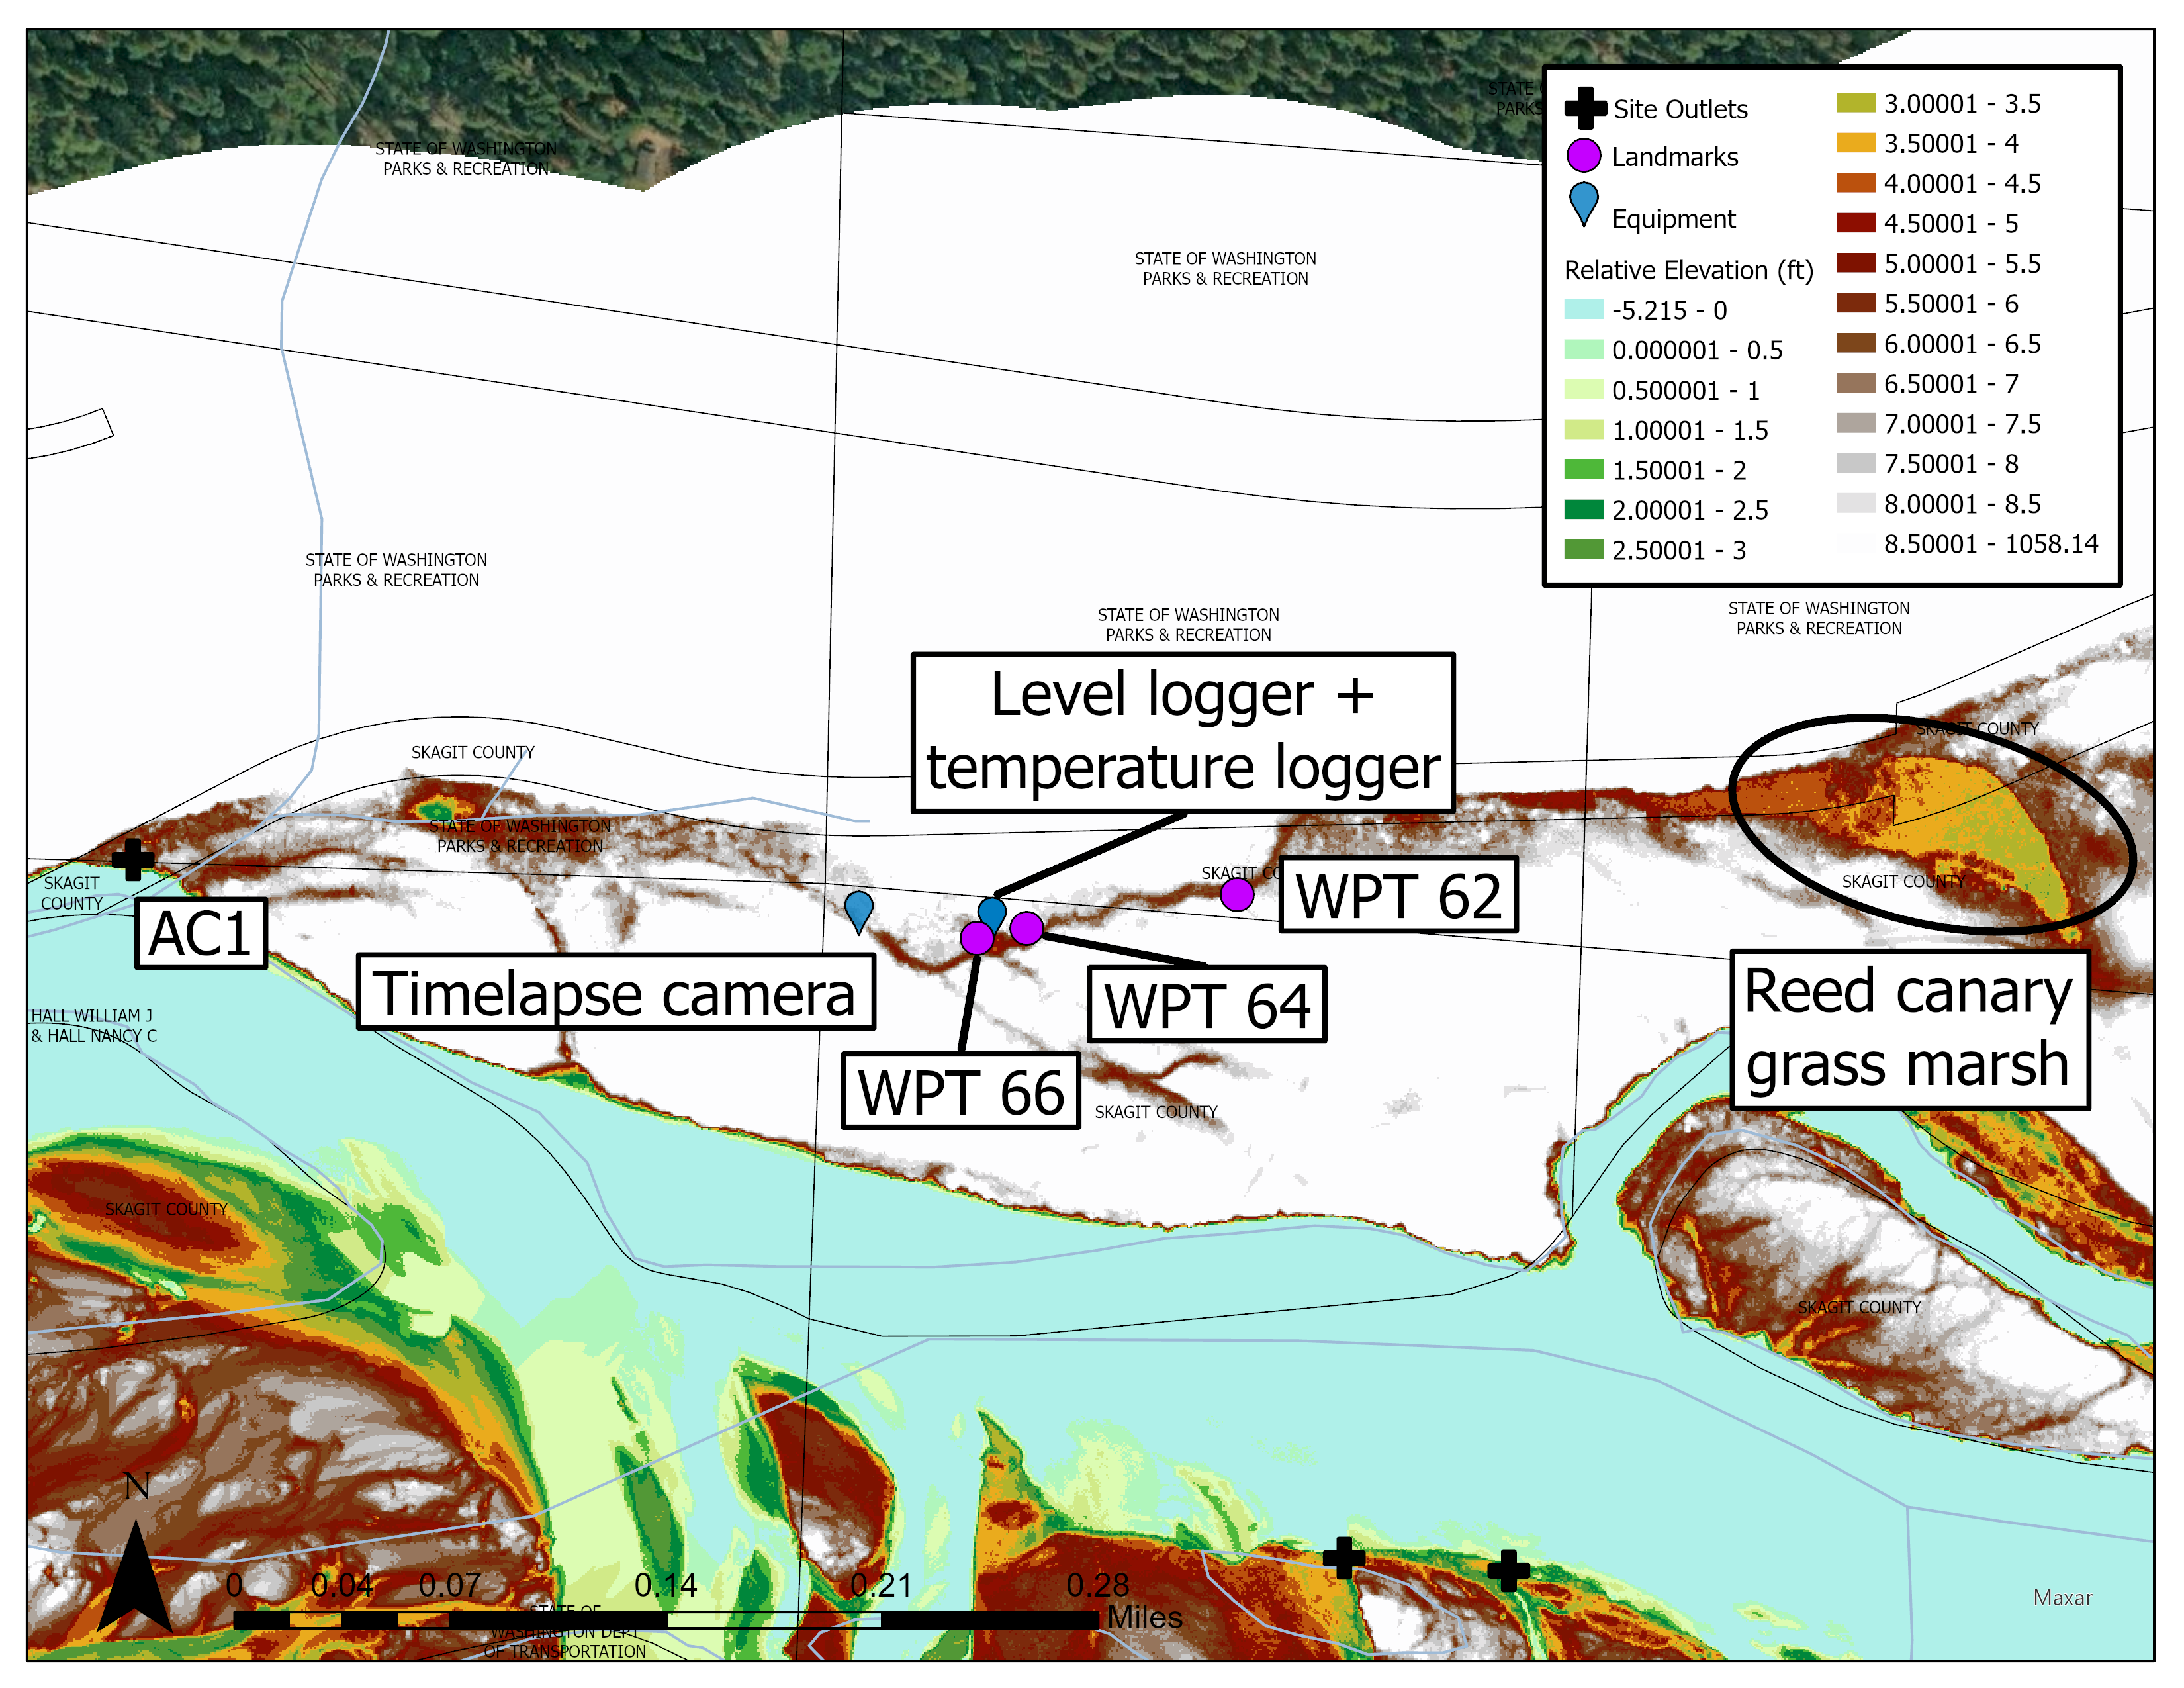 STATE OF WASHINGTON
PARKS & RECREATION
STATE OF WASHINGTON
PARKS & RECREATION
STATE OF WASHINGTON
PARKS & RECREATION
STATE OF WASHINGTON
PARKS & RECREATION
STATE OF WASHINGTON
PARKS & RECREATION
Site Outlets
Landmarks
Equipment
Relative Elevation (ft)
-5.215 - 0
0.000001 - 0.5
0.500001 - 1
1.00001 - 1.5
1.50001 - 2
2.00001 - 2.5
2.50001 - 3
3.00001 - 3.5
3.50001 - 4
4.00001 - 4.5
4.50001 - 5
5.00001 - 5.5
5.50001 - 6
6.00001 - 6.5
6.50001 - 7
7.00001 - 7.5
7.50001 - 8
8.00001 - 8.5
8.50001 - 1058.14
Level logger +
temperature logger
SKAGIT COUNTY
SKAGIT COUNTY
STATE OF WASHINGTON
PARKS & RECREATION
SKAGIT
COUNTY
AC1
WPT 62
SKAGIT COUNTY
Timelapse camera
WPT 64
WPT 66
Reed canary
grass marsh
HALL WILLIAM J
& HALL NANCY C
SKAGIT COUNTY
SKAGIT COUNTY
SKAGIT COUNTY
N
0 0.04 0.07 0.14 0.21 0.28
Miles
STATE OF
WASHINGTON DEPT
OF TRANSPORTATION
Maxar